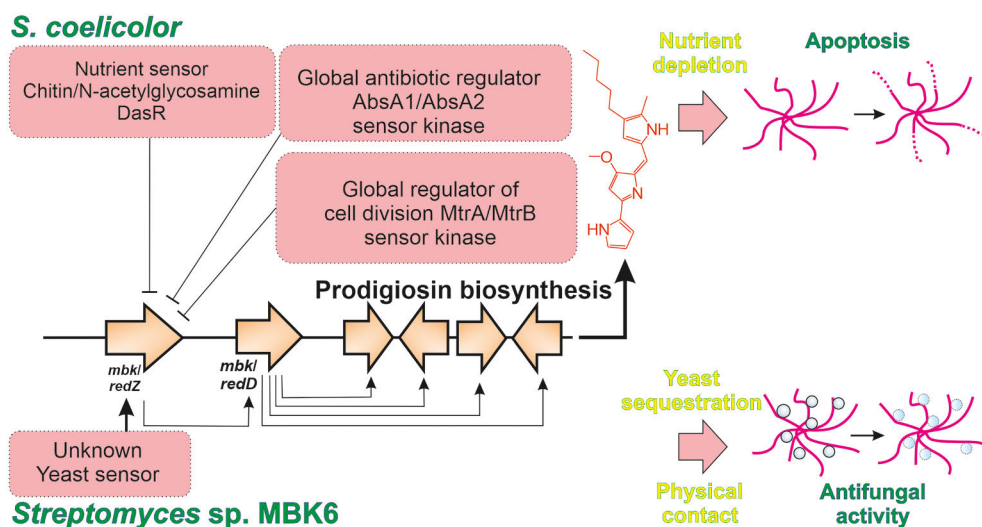 S. coelicolor
Nutrient sensor
Chitin/N-acetylglycosamine
DasR
Global antibiotic regulator
AbsA1/AbsA2
sensor kinase
Global regulator of
cell division MtrA/MtrB
sensor kinase
NH
O
N
HN
Nutrient
depletion
Apoptosis
Prodigiosin biosynthesis
mbk/
redZ
mbk/
redD
Unknown
Yeast sensor
Streptomyces sp. MBK6
Yeast
sequestration
Physical
contact
Antifungal
activity